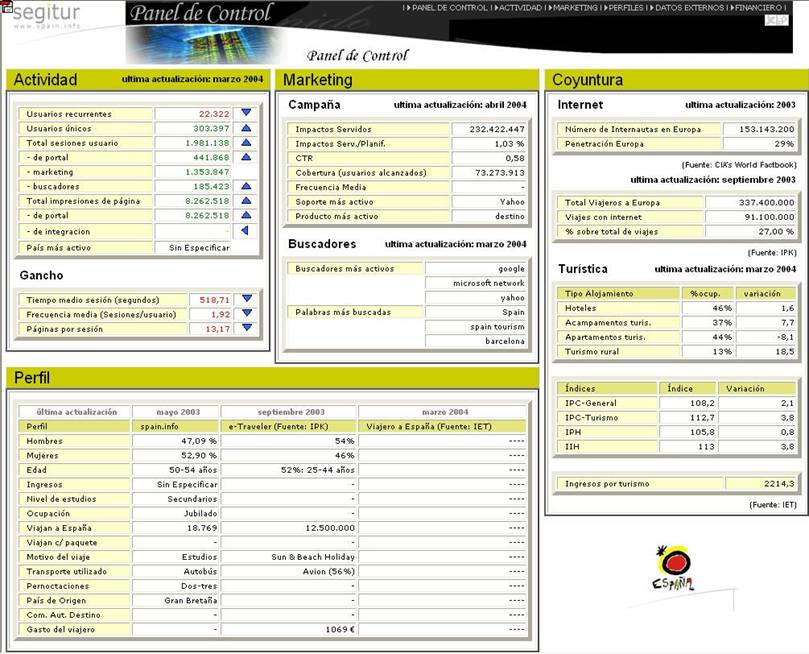 segitur
www.spain.info
Panel de Control
PANEL DE CONTROL | ACTIVIDAD | MARKETING | PERFILES | DATOS EXTERNOS | FINANCIERO |
Panel de Control
Actividad ultima actualización: marzo 2004
Usuarios recurrentes 22.322
Usuarios únicos 303.397
Total sesiones usuario 1.981.138
- de portal 441.868
- marketing 1.353.847
- buscadores 185.423
Total impresiones de página 8.262.518
- de portal 8.262.518
- de integracion -
País más activo Sin Especificar
Gancho
Tiempo medio sesión (segundos) 518,71
Frecuencia media (Sesiones/usuario) 1,92
Páginas por sesión 13,17
Marketing
Campaña ultima actualización: abril 2004
Impactos Servidos 232.422.447
Impactos Serv./Planif. 1,03 %
CTR 0,58
Cobertura (usuarios alcanzados) 73.273.913
Frecuencia Media -
Soporte más activo Yahoo
Producto más activo destino
Buscadores ultima actualización: marzo 2004
Buscadores más activos google
microsoft network
yahoo
Palabras más buscadas Spain
spain tourism
barcelona
Coyuntura
Internet ultima actualización: 2003
Número de Internautas en Europa 153.143.200
Penetración Europa 29%
(Fuente: CIA's World Factbook)
ultima actualización: septiembre 2003
Total Viajeros a Europa 337.400.000
Viajes con internet 91.100.000
% sobre total de viajes 27,00 %
(Fuente: IPK)
Turística ultima actualización: marzo 2004
Tipo Alojamiento %ocup. variación
Hoteles 46% 1,6
Acampamentos turis. 37% 7,7
Apartamentos turis. 44% -8,1
Turismo rural 13% 18,5
Índices Índice Variación
IPC-General 108,2 2,1
IPC-Turismo 112,7 3,8
IPH 105,8 0,8
IIH 113 3,8
Ingresos por turismo 2214,3
(Fuente: IET)
ESPAÑA
Perfil
última actualización mayo 2003 septiembre 2003 marzo 2004
Perfil spain.info e-Traveler (Fuente: IPK) Viajero a España (Fuente: IET)
Hombres 47,09 % 54% ----
Mujeres 52,90 % 46% ----
Edad 50-54 años 52%: 25-44 años ----
Ingresos Sin Especificar - ----
Nivel de estudios Secundarios - ----
Ocupación Jubilado - ----
Viajan a España 18.769 12.500.000 ----
Viajan c/ paquete - - ----
Motivo del viaje Estudios Sun & Beach Holiday ----
Transporte utilizado Autobús Avion (56%) ----
Pernoctaciones Dos-tres - ----
País de Origen Gran Bretaña - ----
Com. Aut. Destino - - ----
Gasto del viajero - 1069 € ----